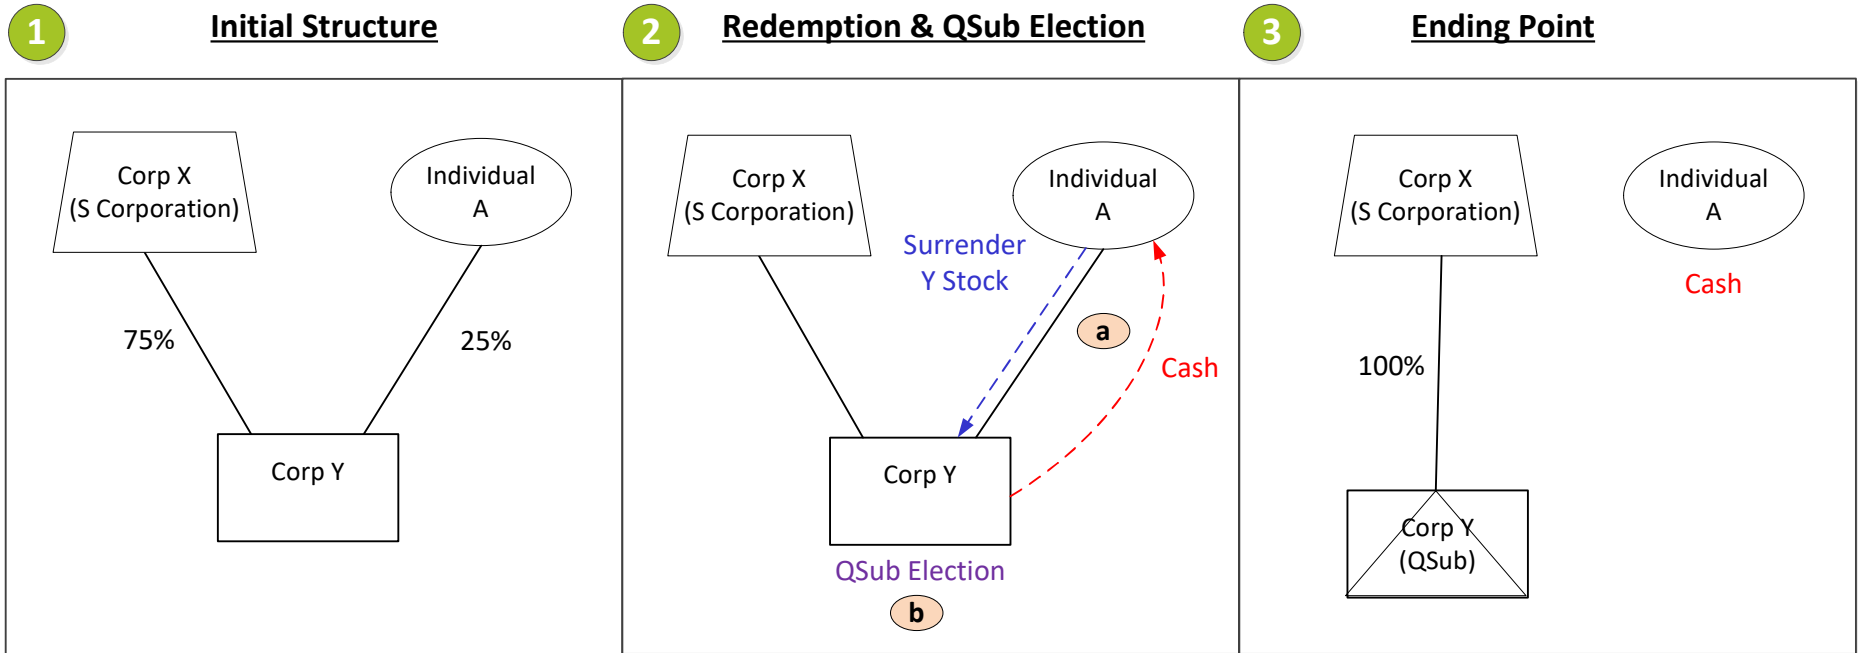 1
Initial Structure
Corp X
(S Corporation)
Individual
A
75%
25%
Corp Y
2
Redemption & QSub Election
Corp X
(S Corporation)
Individual
A
Surrender
Y Stock
a
Cash
Corp Y
QSub Election
b
3
Ending Point
Corp X
(S Corporation)
Individual
A
Cash
100%
Corp Y
(QSub)